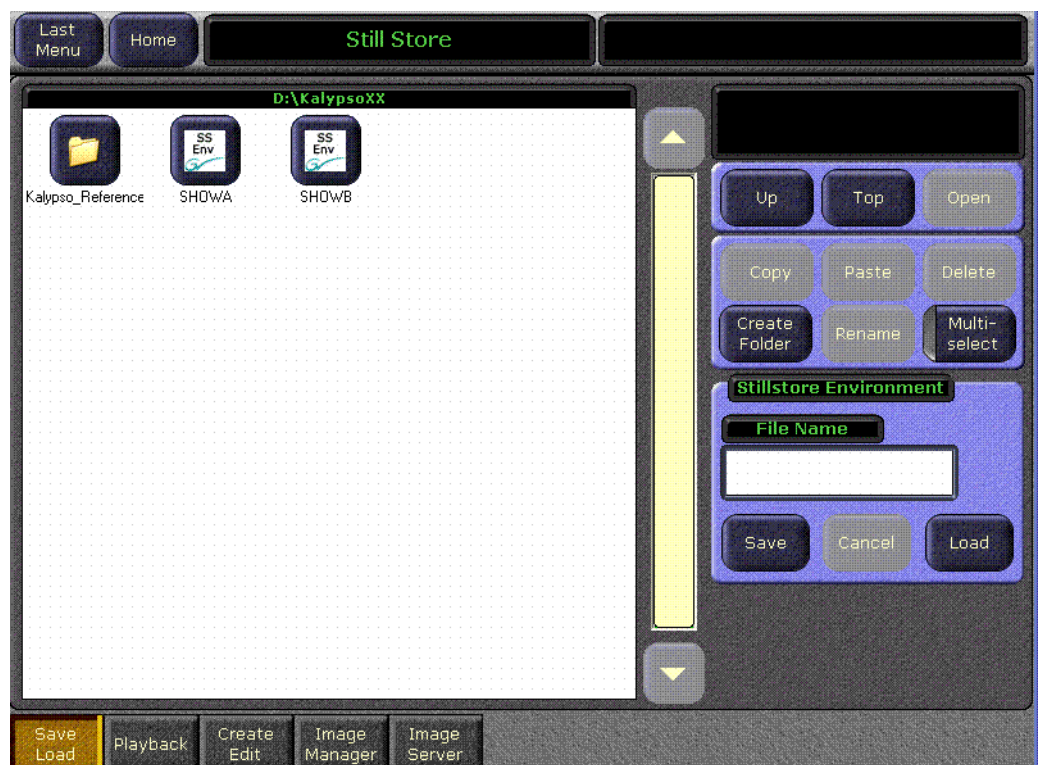 Last
Menu
Home
Still Store
D:\KalypsoXX
SS
Env
SS
Env
Kalypso_Reference
SHOWA
SHOWB
Up
Top
Open
Copy
Paste
Delete
Create
Folder
Rename
Multi-
select
Stillstore Environment
File Name
Save
Cancel
Load
Save
Load
Playback
Create
Edit
Image
Manager
Image
Server